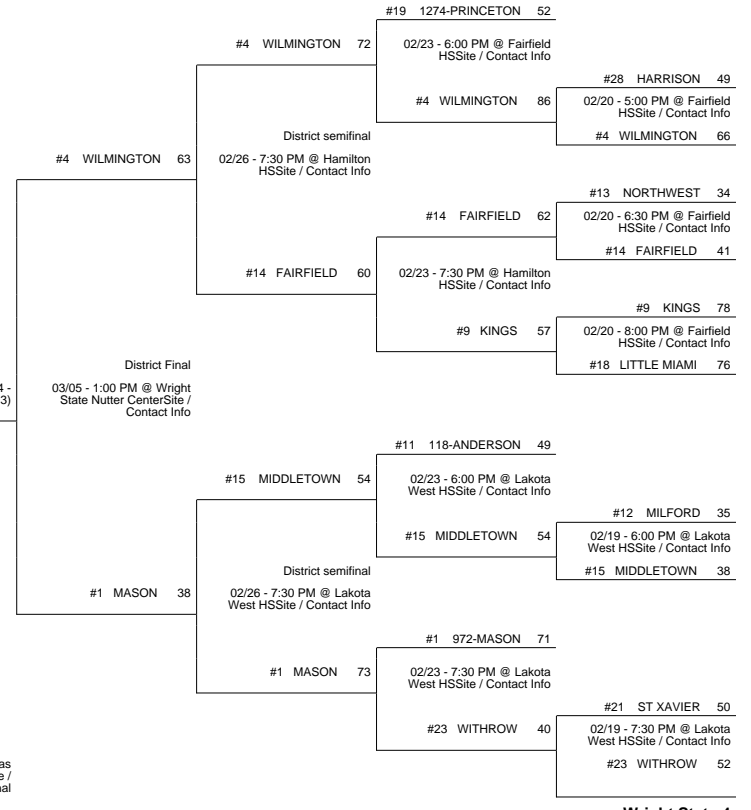 #19 1274-PRINCETON 52
#4 WILMINGTON 72
02/23 - 6:00 PM @ Fairfield
HSSite / Contact Info
#28 HARRISON 49
#4 WILMINGTON 86
02/20 - 5:00 PM @ Fairfield
HSSite / Contact Info
District semifinal
#4 WILMINGTON 66
#4 WILMINGTON 63
02/26 - 7:30 PM @ Hamilton
HSSite / Contact Info
#13 NORTHWEST 34
#14 FAIRFIELD 62
02/20 - 6:30 PM @ Fairfield
HSSite / Contact Info
#14 FAIRFIELD 41
#14 FAIRFIELD 60
02/23 - 7:30 PM @ Hamilton
HSSite / Contact Info
#9 KINGS 78
#9 KINGS 57
02/20 - 8:00 PM @ Fairfield
HSSite / Contact Info
District Final
#18 LITTLE MIAMI 76
4 -
3)
03/05 - 1:00 PM @ Wright
State Nutter CenterSite /
Contact Info
#11 118-ANDERSON 49
#15 MIDDLETOWN 54
02/23 - 6:00 PM @ Lakota
West HSSite / Contact Info
#12 MILFORD 35
#15 MIDDLETOWN 54
02/19 - 6:00 PM @ Lakota
West HSSite / Contact Info
District semifinal
#15 MIDDLETOWN 38
#1 MASON 38
02/26 - 7:30 PM @ Lakota
West HSSite / Contact Info
#1 972-MASON 71
#1 MASON 73
02/23 - 7:30 PM @ Lakota
West HSSite / Contact Info
#21 ST XAVIER 50
#23 WITHROW 40
02/19 - 7:30 PM @ Lakota
West HSSite / Contact Info
#23 WITHROW 52
as
e /
nal